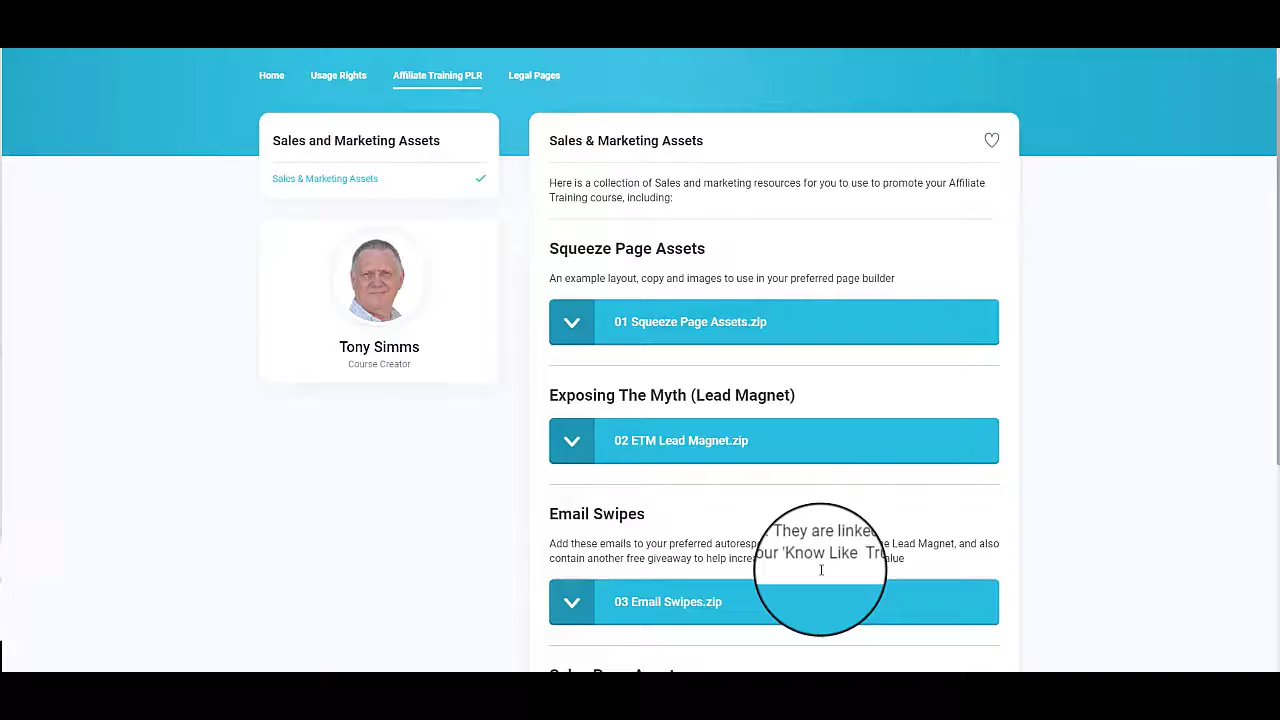 Home Usage Rights Affiliate Training PLR Legal Pages
Sales and Marketing Assets
Sales & Marketing Assets
Tony Simms
Course Creator
Sales & Marketing Assets
Here is a collection of Sales and marketing resources for you to use to promote your Affiliate
Training course, including:
Squeeze Page Assets
An example layout, copy and images to use in your preferred page builder
01 Squeeze Page Assets.zip
Exposing The Myth (Lead Magnet)
02 ETM Lead Magnet.zip
Email Swipes
Add these emails to your preferred They are Lead Magnet, and also
contain another free giveaway to help 'Know Like
03 Email Swipes.zip